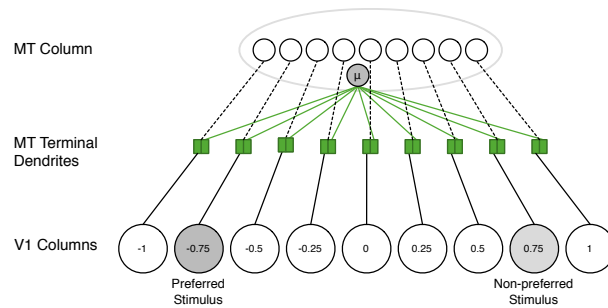 MT Column
μ
MT Terminal
Dendrites
V1 Columns
-1
-0.75
-0.5
-0.25
0
0.25
0.5
0.75
1
Preferred
Stimulus
Non-preferred
Stimulus